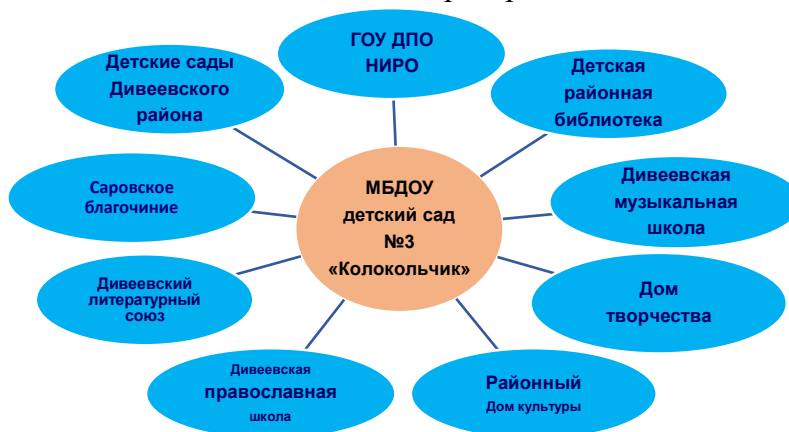 ГОУ ДПО
НИРО
Детские сады
Дивеевского
района
Детская
районная
библиотека
Саровское
благочиние
МБДОУ
детский сад
№3
«Колокольчик»
Дивеевская
музыкальная
школа
Дивеевский
литературный
союз
Дом
творчества
Дивеевская
православная
школа
Районный
Дом культуры